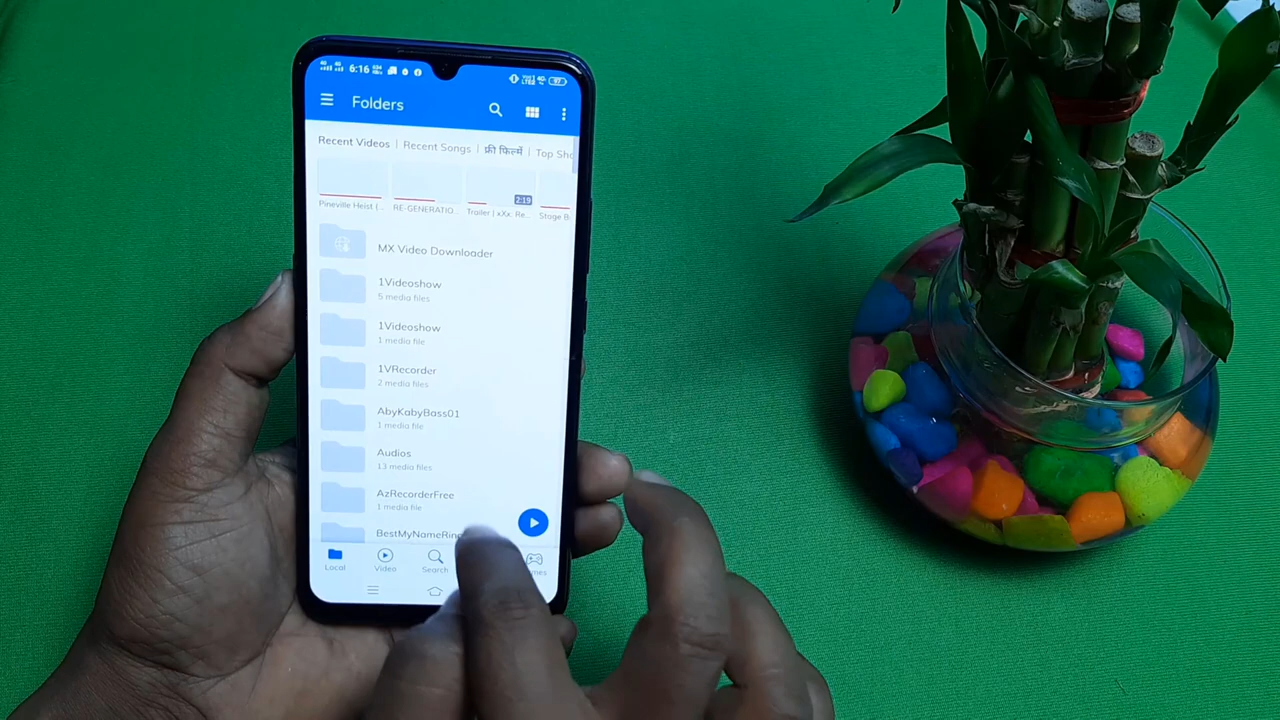 6:16
97
Folders
Recent Videos | Recent Songs | फ्री फिल्में | Top Sho
2:19
Pineville Heist (... RE-GENERATIO... Trailer | xXx: Re... Stage B
MX Video Downloader
1Videoshow
5 media files
1Videoshow
1 media file
1VRecorder
2 media files
AbyKabyBass01
1 media file
Audios
13 media files
AzRecorderFree
1 media file
BestMyNameRin
Local Video Search mes